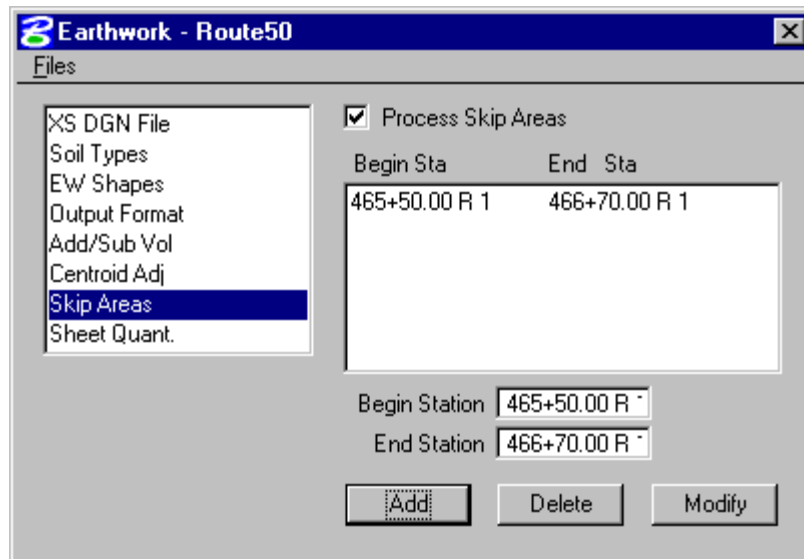 Earthwork - Route50
Files
XS DGN File
Soil Types
EW Shapes
Output Format
Add/Sub Vol
Centroid Adj
Skip Areas
Sheet Quant.
Process Skip Areas
Begin Sta End Sta
465+50.00 R 1 466+70.00 R 1
Begin Station 465+50.00 R
End Station 466+70.00 R
Add Delete Modify